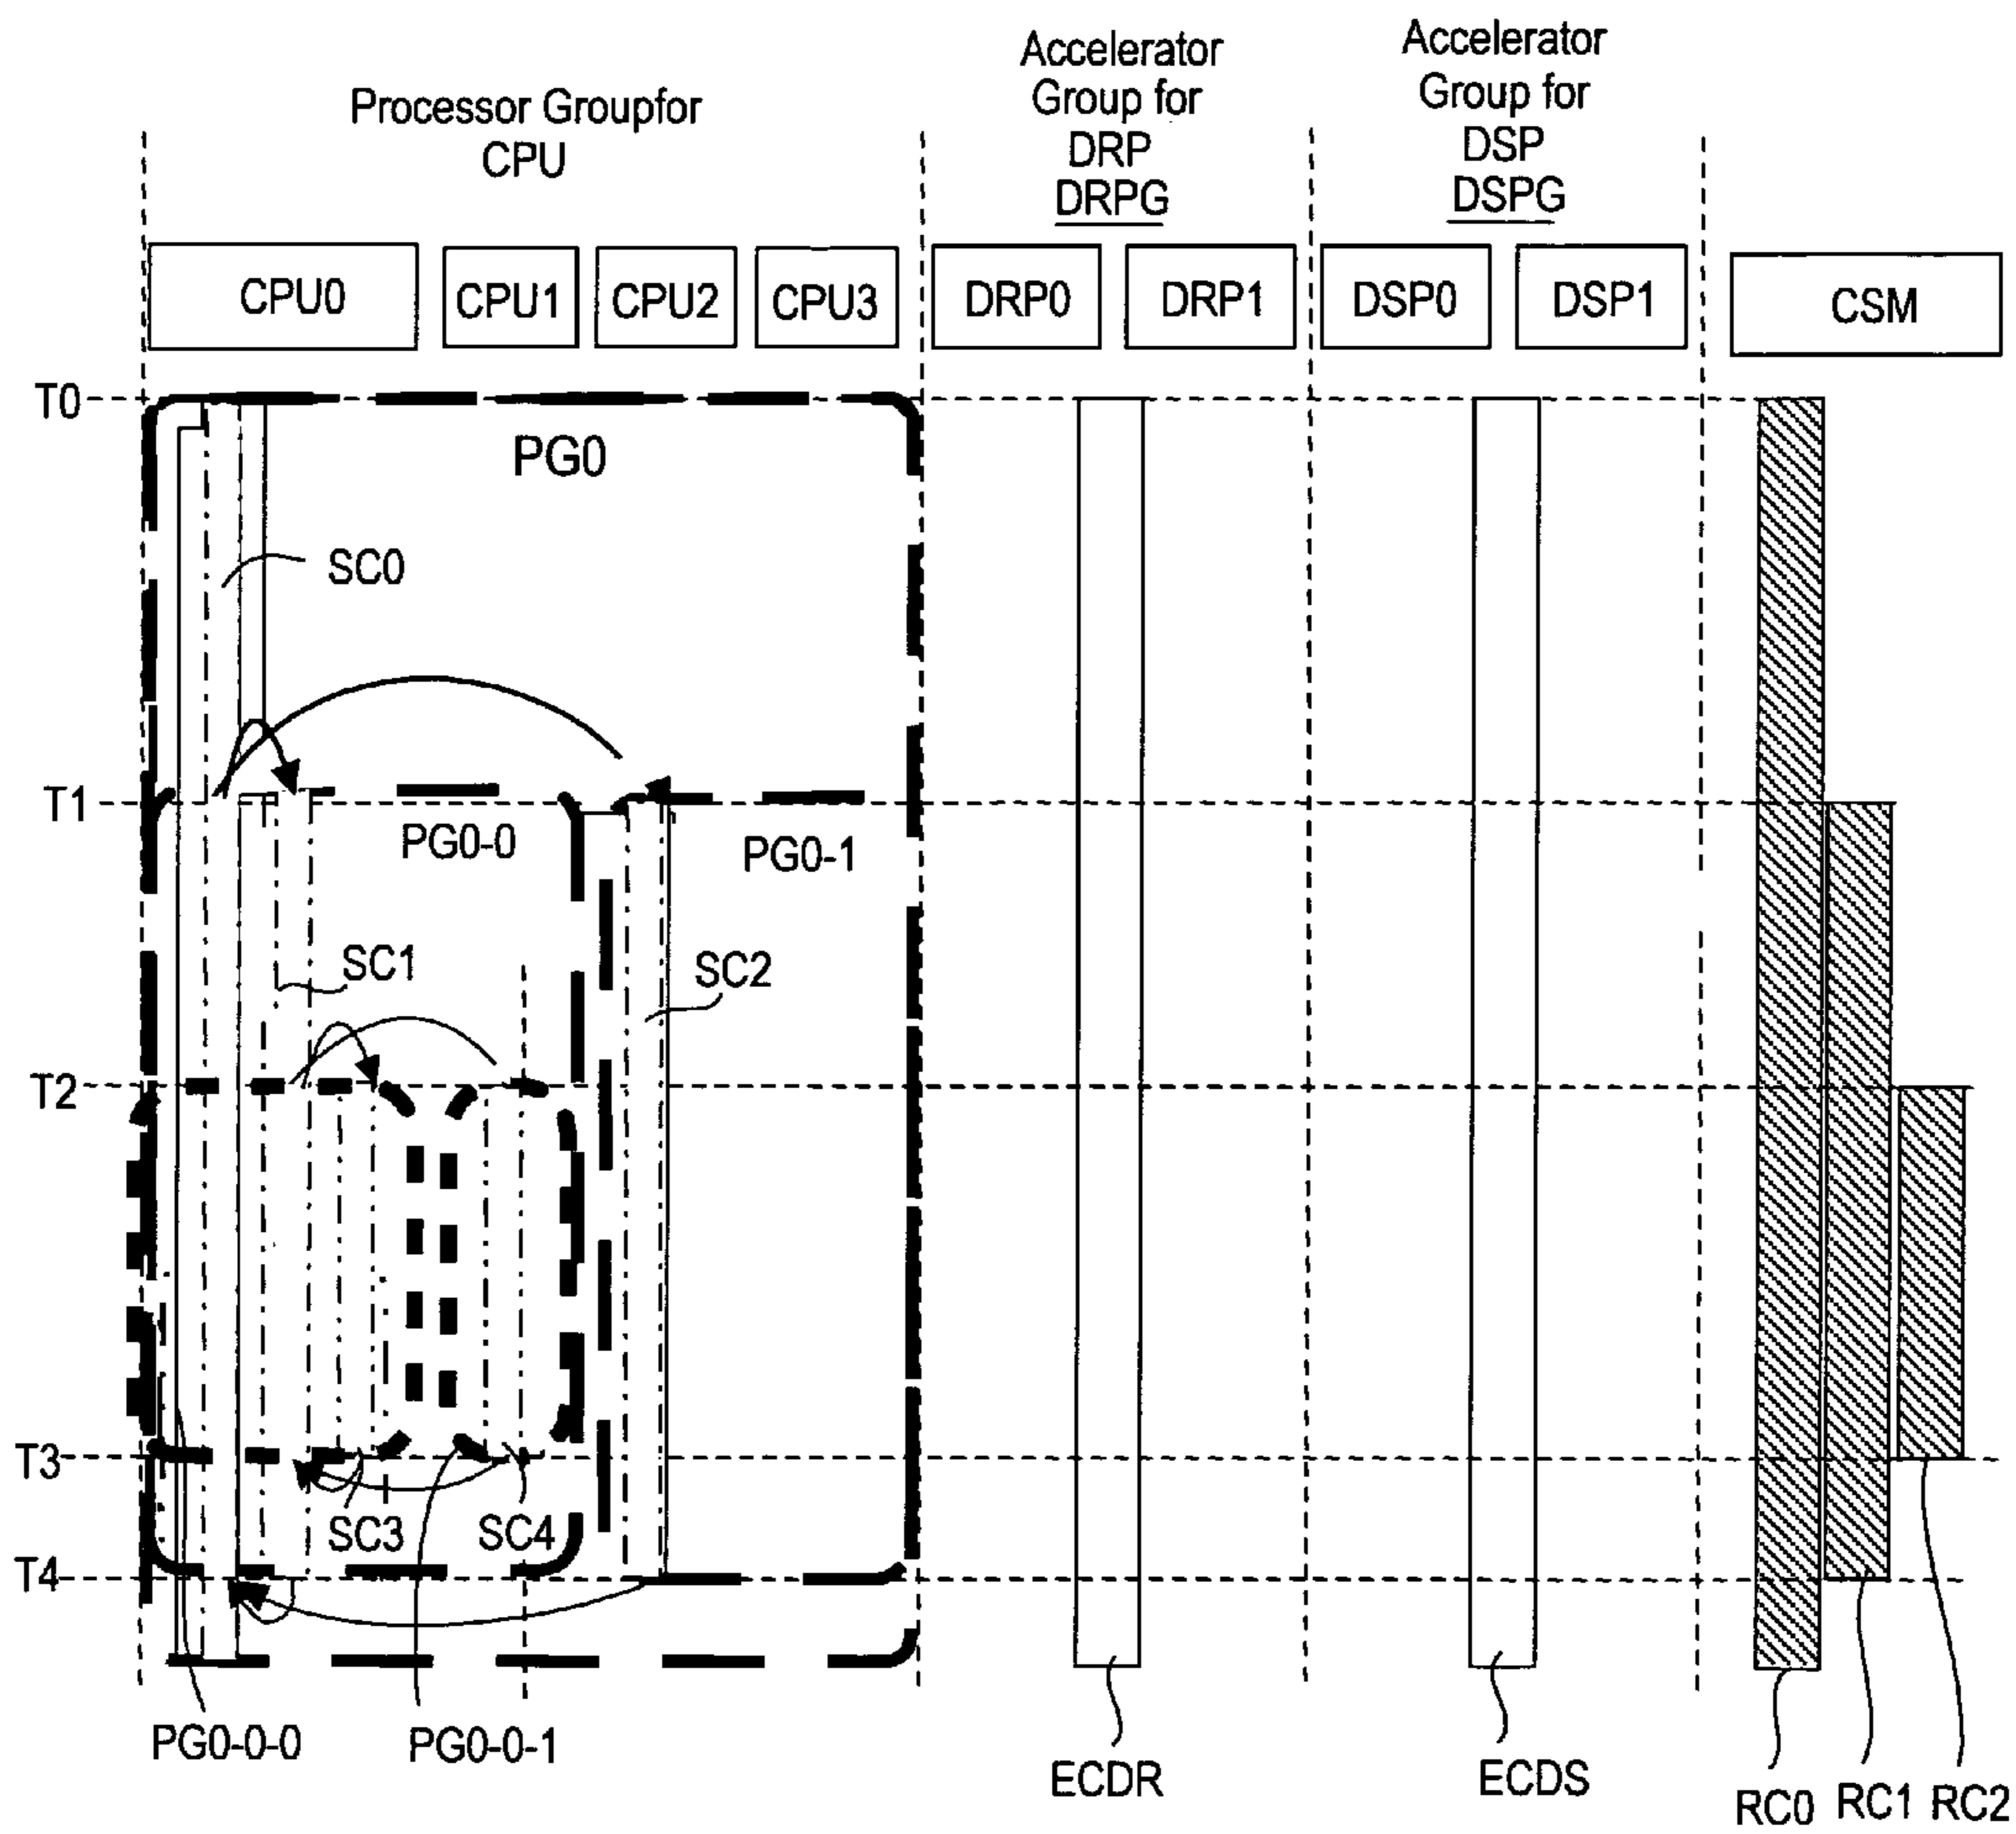 Processor Groupfor
CPU
Accelerator
Group for
DRP
DRPG
Accelerator
Group for
DSP
DSPG
CPU0
CPU1
CPU2
CPU3
DRP0
DRP1
DSP0
DSP1
CSM
T0
PG0
SC0
T1
PG0-0
PG0-1
SC1
SC2
T2
T3
SC3
SC4
T4
PG0-0-0
PG0-0-1
ECDR
ECDS
RC0
RC1
RC2